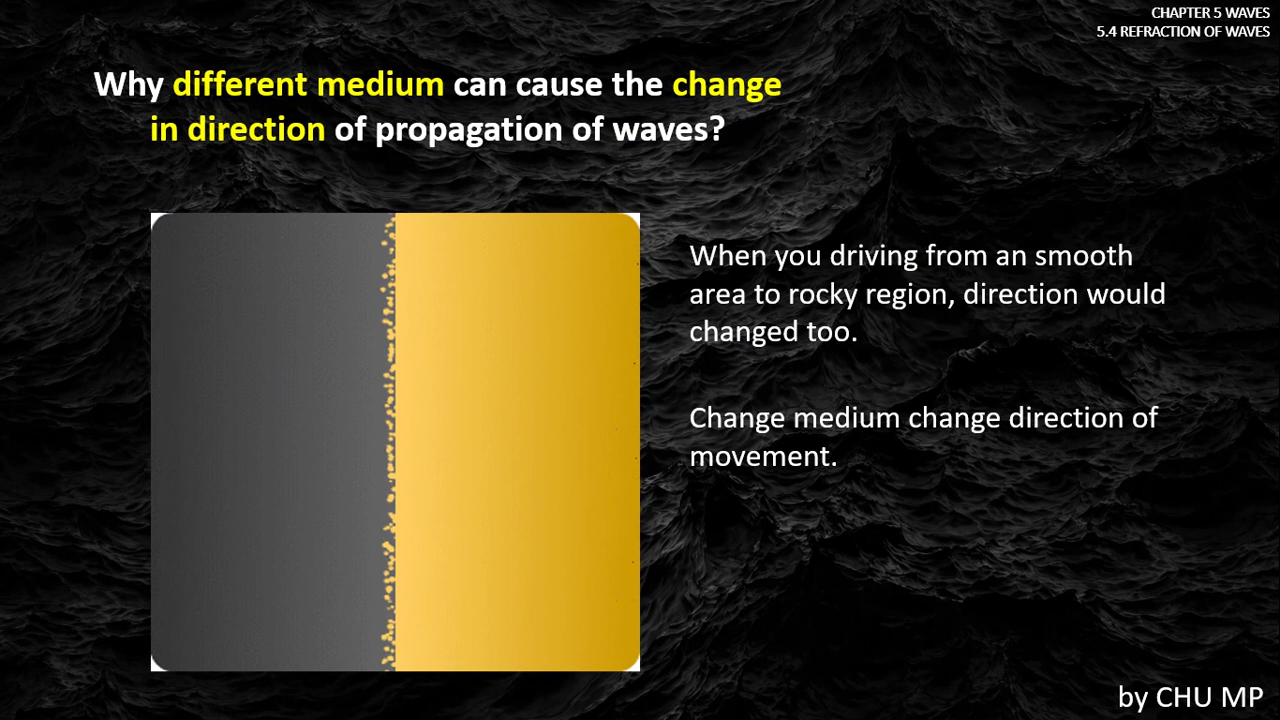 CHAPTER 5 WAVES
5.4 REFRACTION OF WAVES
Why different medium can cause the change
in direction of propagation of waves?
When you driving from an smooth
area to rocky region, direction would
changed too.
Change medium change direction of
movement.
by CHU MP